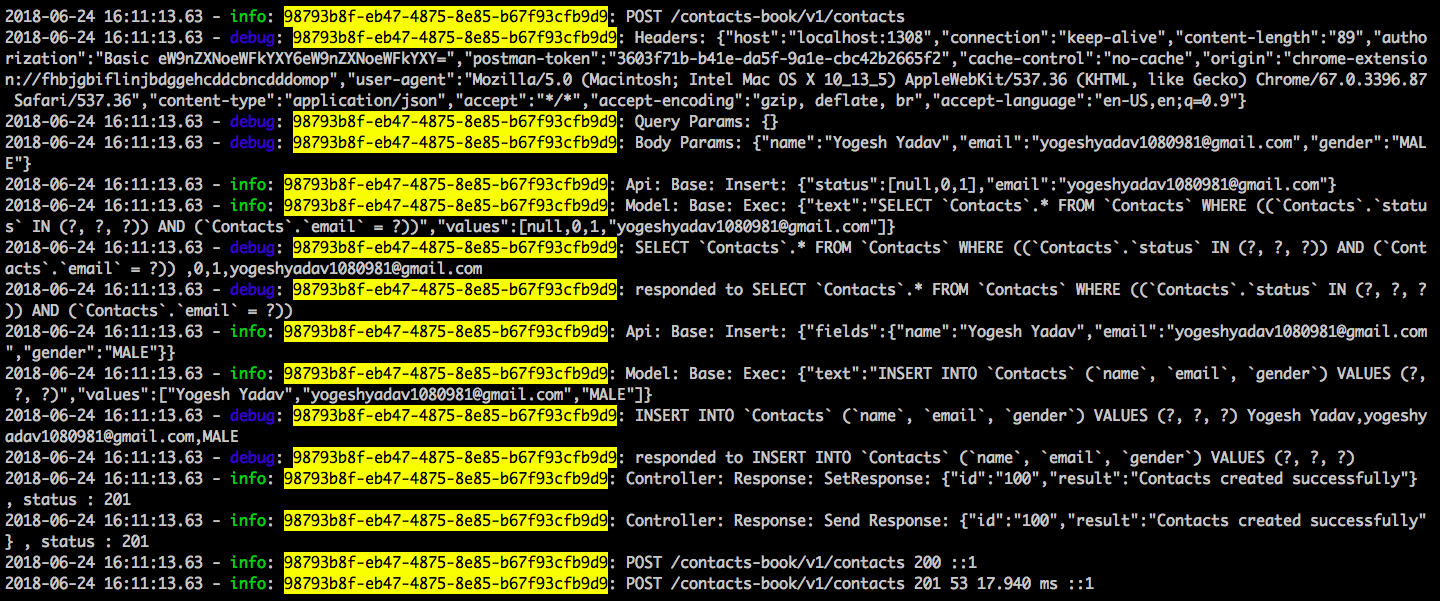 2018-06-24 16:11:13.63 - info: 98793b8f-eb47-4875-8e85-b67f93cfb9d9: POST /contacts-book/v1/contacts
2018-06-24 16:11:13.63 - debug: 98793b8f-eb47-4875-8e85-b67f93cfb9d9: Headers: {"host":"localhost:1308","connection":"keep-alive","content-length":"89","autho
rization":"Basic eW9nZXNoeWFkYXY6eW9nZXNoeWFkYXY=","postman-token":"3603f71b-b41e-da5f-9a1e-cbc42b2665f2","cache-control":"no-cache","origin":"chrome-extensio
n://fhbjgbiflinjbdggehcddcbncdddomop","user-agent":"Mozilla/5.0 (Macintosh; Intel Mac OS X 10_13_5) AppleWebKit/537.36 (KHTML, like Gecko) Chrome/67.0.3396.87
 Safari/537.36","content-type":"application/json","accept":"*/*","accept-encoding":"gzip, deflate, br","accept-language":"en-US,en;q=0.9"}
2018-06-24 16:11:13.63 - debug: 98793b8f-eb47-4875-8e85-b67f93cfb9d9: Query Params: {}
2018-06-24 16:11:13.63 - debug: 98793b8f-eb47-4875-8e85-b67f93cfb9d9: Body Params: {"name":"Yogesh Yadav","email":"yogeshyadav1080981@gmail.com","gender":"MAL
E"}
2018-06-24 16:11:13.63 - info: 98793b8f-eb47-4875-8e85-b67f93cfb9d9: Api: Base: Insert: {"status":[null,0,1],"email":"yogeshyadav1080981@gmail.com"}
2018-06-24 16:11:13.63 - info: 98793b8f-eb47-4875-8e85-b67f93cfb9d9: Model: Base: Exec: {"text":"SELECT `Contacts`.* FROM `Contacts` WHERE ((`Contacts`.`statu
s` IN (?, ?, ?)) AND (`Contacts`.`email` = ?))","values":[null,0,1,"yogeshyadav1080981@gmail.com"]}
2018-06-24 16:11:13.63 - debug: 98793b8f-eb47-4875-8e85-b67f93cfb9d9: SELECT `Contacts`.* FROM `Contacts` WHERE ((`Contacts`.`status` IN (?, ?, ?)) AND (`Cont
acts`.`email` = ?)) ,0,1,yogeshyadav1080981@gmail.com
2018-06-24 16:11:13.63 - debug: 98793b8f-eb47-4875-8e85-b67f93cfb9d9: responded to SELECT `Contacts`.* FROM `Contacts` WHERE ((`Contacts`.`status` IN (?, ?, ?
)) AND (`Contacts`.`email` = ?))
2018-06-24 16:11:13.63 - info: 98793b8f-eb47-4875-8e85-b67f93cfb9d9: Api: Base: Insert: {"fields":{"name":"Yogesh Yadav","email":"yogeshyadav1080981@gmail.com
","gender":"MALE"}}
2018-06-24 16:11:13.63 - info: 98793b8f-eb47-4875-8e85-b67f93cfb9d9: Model: Base: Exec: {"text":"INSERT INTO `Contacts` (`name`, `email`, `gender`) VALUES (?,
 ?, ?)","values":["Yogesh Yadav","yogeshyadav1080981@gmail.com","MALE"]}
2018-06-24 16:11:13.63 - debug: 98793b8f-eb47-4875-8e85-b67f93cfb9d9: INSERT INTO `Contacts` (`name`, `email`, `gender`) VALUES (?, ?, ?) Yogesh Yadav,yogeshy
adav1080981@gmail.com,MALE
2018-06-24 16:11:13.63 - debug: 98793b8f-eb47-4875-8e85-b67f93cfb9d9: responded to INSERT INTO `Contacts` (`name`, `email`, `gender`) VALUES (?, ?, ?)
2018-06-24 16:11:13.63 - info: 98793b8f-eb47-4875-8e85-b67f93cfb9d9: Controller: Response: SetResponse: {"id":"100","result":"Contacts created successfully"}
, status : 201
2018-06-24 16:11:13.63 - info: 98793b8f-eb47-4875-8e85-b67f93cfb9d9: Controller: Response: Send Response: {"id":"100","result":"Contacts created successfully"
} , status : 201
2018-06-24 16:11:13.63 - info: 98793b8f-eb47-4875-8e85-b67f93cfb9d9: POST /contacts-book/v1/contacts 200 ::1
2018-06-24 16:11:13.63 - info: 98793b8f-eb47-4875-8e85-b67f93cfb9d9: POST /contacts-book/v1/contacts 201 53 17.940 ms ::1